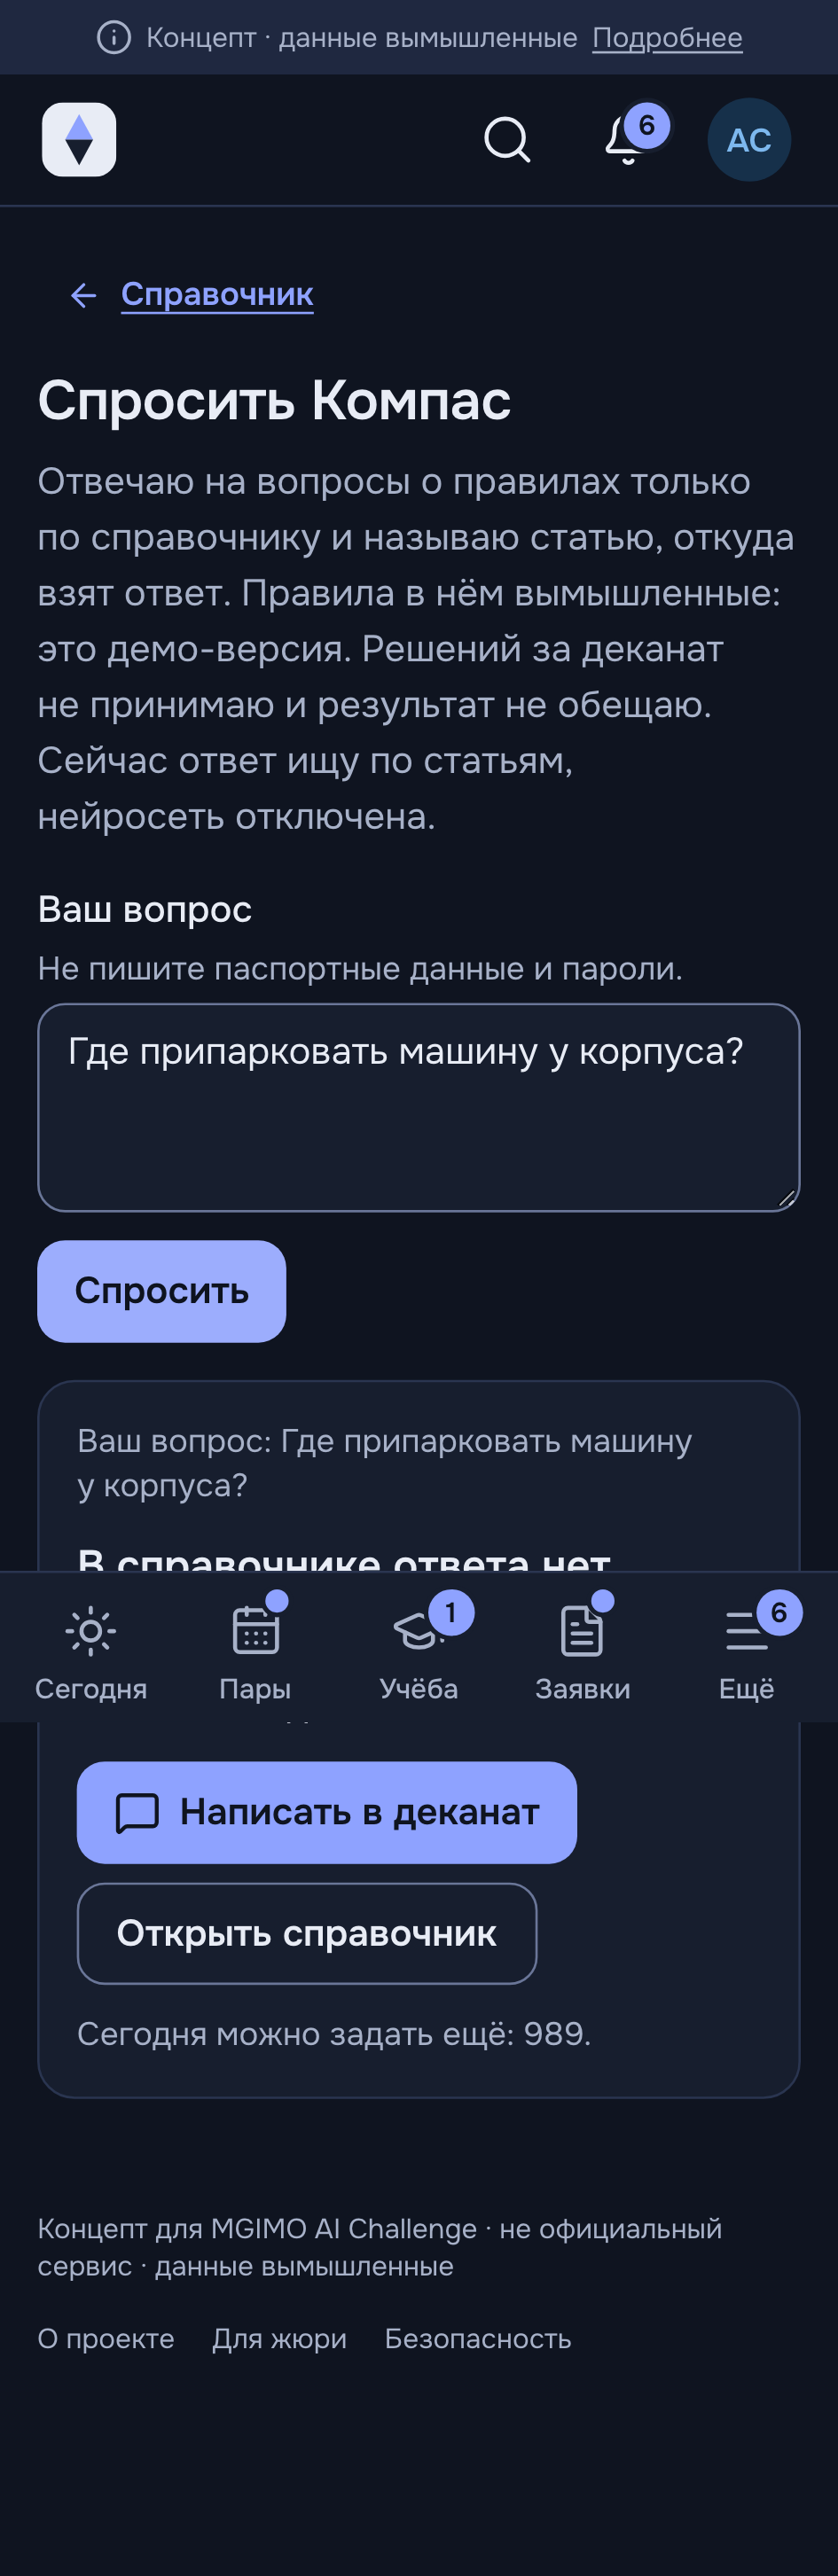 Концепт · данные вымышленные Подробнее
6
АС
Справочник
Спросить Компас
Отвечаю на вопросы о правилах только
по справочнику и называю статью, откуда
взят ответ. Правила в нём вымышленные:
это демо-версия. Решений за деканат
не принимаю и результат не обещаю.
Сейчас ответ ищу по статьям,
нейросеть отключена.
Ваш вопрос
Не пишите паспортные данные и пароли.
Где припарковать машину у корпуса?
Спросить
Ваш вопрос: Где припарковать машину
у корпуса?
В справочнике ответа нет
1
6
Сегодня
Пары
Учёба
Заявки
Ещё
Написать в деканат
Открыть справочник
Сегодня можно задать ещё: 989.
Концепт для MGIMO AI Challenge · не официальный
сервис · данные вымышленные
О проекте
Для жюри
Безопасность